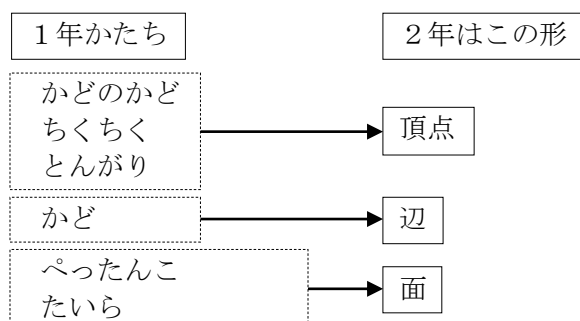 １年かたち
２年はこの形
かどのかど
ちくちく
とんがり
頂点
かど
辺
ぺったんこ
たいら
面